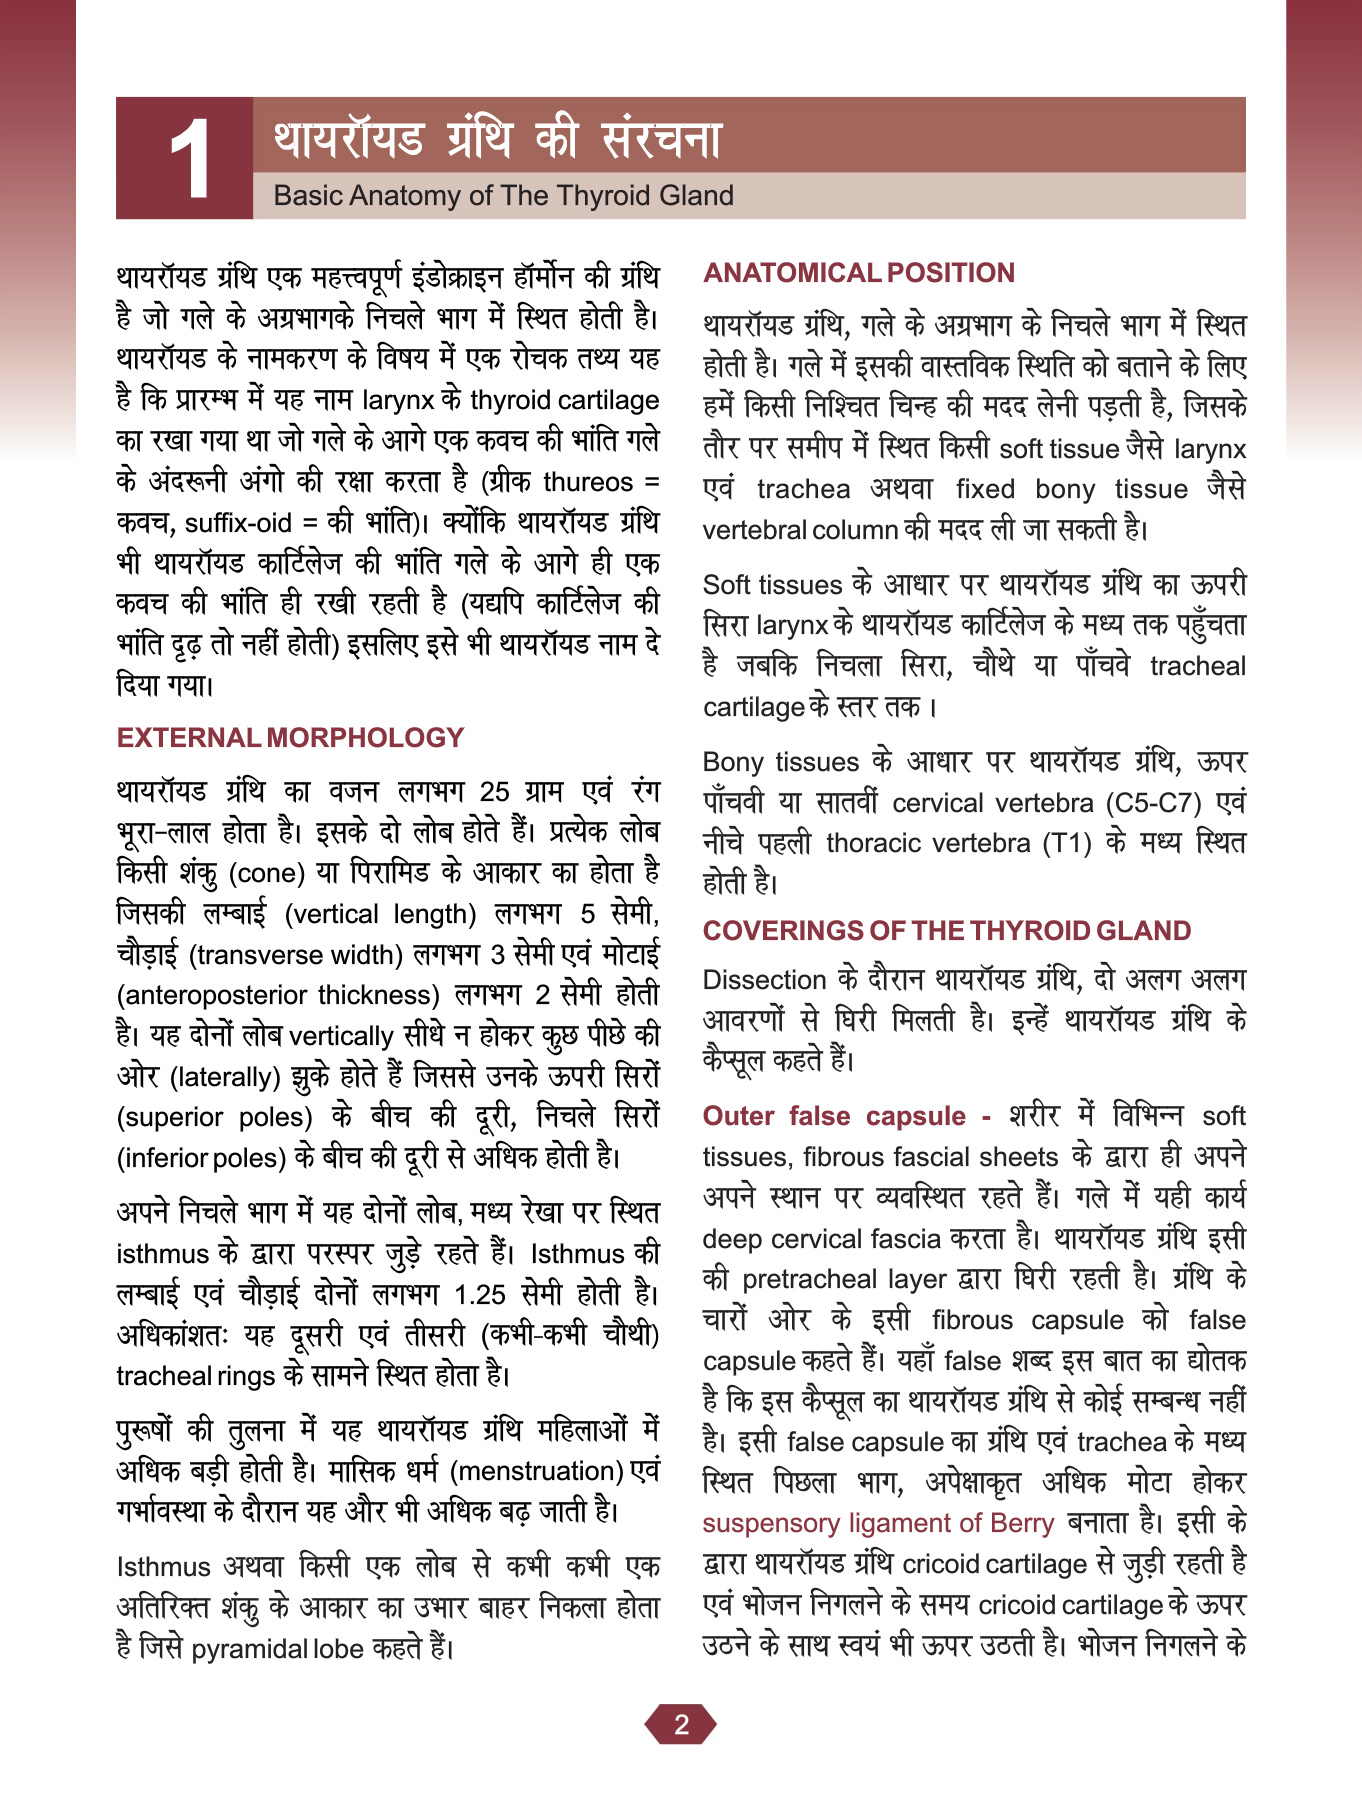 1
थायरॉयड ग्रंथि की संरचना
Basic Anatomy of The Thyroid Gland
थायरॉयड ग्रंथि एक महत्त्वपूर्ण इंडोक्राइन हॉर्मोन की ग्रंथि
है जो गले के अग्रभागके निचले भाग में स्थित होती है।
थायरॉयड के नामकरण के विषय में एक रोचक तथ्य यह
है कि प्रारम्भ में यह नाम larynx के thyroid cartilage
का रखा गया था जो गले के आगे एक कवच की भांति गले
के अंदरूनी अंगो की रक्षा करता है (ग्रीक thureos =
कवच, suffix-oid = की भांति)। क्योंकि थायरॉयड ग्रंथि
भी थायरॉयड कार्टिलेज की भांति गले के आगे ही एक
कवच की भांति ही रखी रहती है (यद्यपि कार्टिलेज की
भांति दृढ़ तो नहीं होती) इसलिए इसे भी थायरॉयड नाम दे
दिया गया।
EXTERNAL MORPHOLOGY
थायरॉयड ग्रंथि का वजन लगभग 25 ग्राम एवं रंग
भूरा-लाल होता है। इसके दो लोब होते हैं। प्रत्येक लोब
किसी शंकु (cone) या पिरामिड के आकार का होता है
जिसकी लम्बाई (vertical length) लगभग 5 सेमी,
चौड़ाई (transverse width) लगभग 3 सेमी एवं मोटाई
(anteroposterior thickness) लगभग 2 सेमी होती
है। यह दोनों लोब vertically सीधे न होकर कुछ पीछे की
ओर (laterally) झुके होते हैं जिससे उनके ऊपरी सिरों
(superior poles) के बीच की दूरी, निचले सिरों
(inferior poles) के बीच की दूरी से अधिक होती है।
अपने निचले भाग में यह दोनों लोब, मध्य रेखा पर स्थित
isthmus के द्वारा परस्पर जुड़े रहते हैं। Isthmus की
लम्बाई एवं चौड़ाई दोनों लगभग 1.25 सेमी होती है।
अधिकांशतः यह दूसरी एवं तीसरी (कभी-कभी चौथी)
tracheal rings के सामने स्थित होता है।
पुरूषों की तुलना में यह थायरॉयड ग्रंथि महिलाओं में
अधिक बड़ी होती है। मासिक धर्म (menstruation) एवं
गर्भावस्था के दौरान यह और भी अधिक बढ़ जाती है।
Isthmus अथवा किसी एक लोब से कभी कभी एक
अतिरिक्त शंकु के आकार का उभार बाहर निकला होता
है जिसे pyramidal lobe कहते हैं।
ANATOMICAL POSITION
थायरॉयड ग्रंथि, गले के अग्रभाग के निचले भाग में स्थित
होती है। गले में इसकी वास्तविक स्थिति को बताने के लिए
हमें किसी निश्चित चिन्ह की मदद लेनी पड़ती है, जिसके
तौर पर समीप में स्थित किसी soft tissue जैसे larynx
एवं trachea अथवा fixed bony tissue जैसे
vertebral column की मदद ली जा सकती है।
Soft tissues के आधार पर थायरॉयड ग्रंथि का ऊपरी
सिरा larynx के थायरॉयड कार्टिलेज के मध्य तक पहुँचता
है जबकि निचला सिरा, चौथे या पाँचवे tracheal
cartilage के स्तर तक ।
Bony tissues के आधार पर थायरॉयड ग्रंथि, ऊपर
पाँचवी या सातवीं cervical vertebra (C5-C7) एवं
नीचे पहली thoracic vertebra (T1) के मध्य स्थित
होती है।
COVERINGS OF THE THYROID GLAND
Dissection के दौरान थायरॉयड ग्रंथि, दो अलग अलग
आवरणों से घिरी मिलती है। इन्हें थायरॉयड ग्रंथि के
कैप्सूल कहते हैं।
Outer false capsule - शरीर में विभिन्न soft
tissues, fibrous fascial sheets के द्वारा ही अपने
अपने स्थान पर व्यवस्थित रहते हैं। गले में यही कार्य
deep cervical fascia करता है। थायरॉयड ग्रंथि इसी
की pretracheal layer द्वारा घिरी रहती है। ग्रंथि के
चारों ओर के इसी fibrous capsule को false
capsule कहते हैं। यहाँ false शब्द इस बात का द्योतक
है कि इस कैप्सूल का थायरॉयड ग्रंथि से कोई सम्बन्ध नहीं
है। इसी false capsule का ग्रंथि एवं trachea के मध्य
स्थित पिछला भाग, अपेक्षाकृत अधिक मोटा होकर
suspensory ligament of Berry बनाता है। इसी के
द्वारा थायरॉयड ग्रंथि cricoid cartilage से जुड़ी रहती है
एवं भोजन निगलने के समय cricoid cartilage के ऊपर
उठने के साथ स्वयं भी ऊपर उठती है। भोजन निगलने के
2